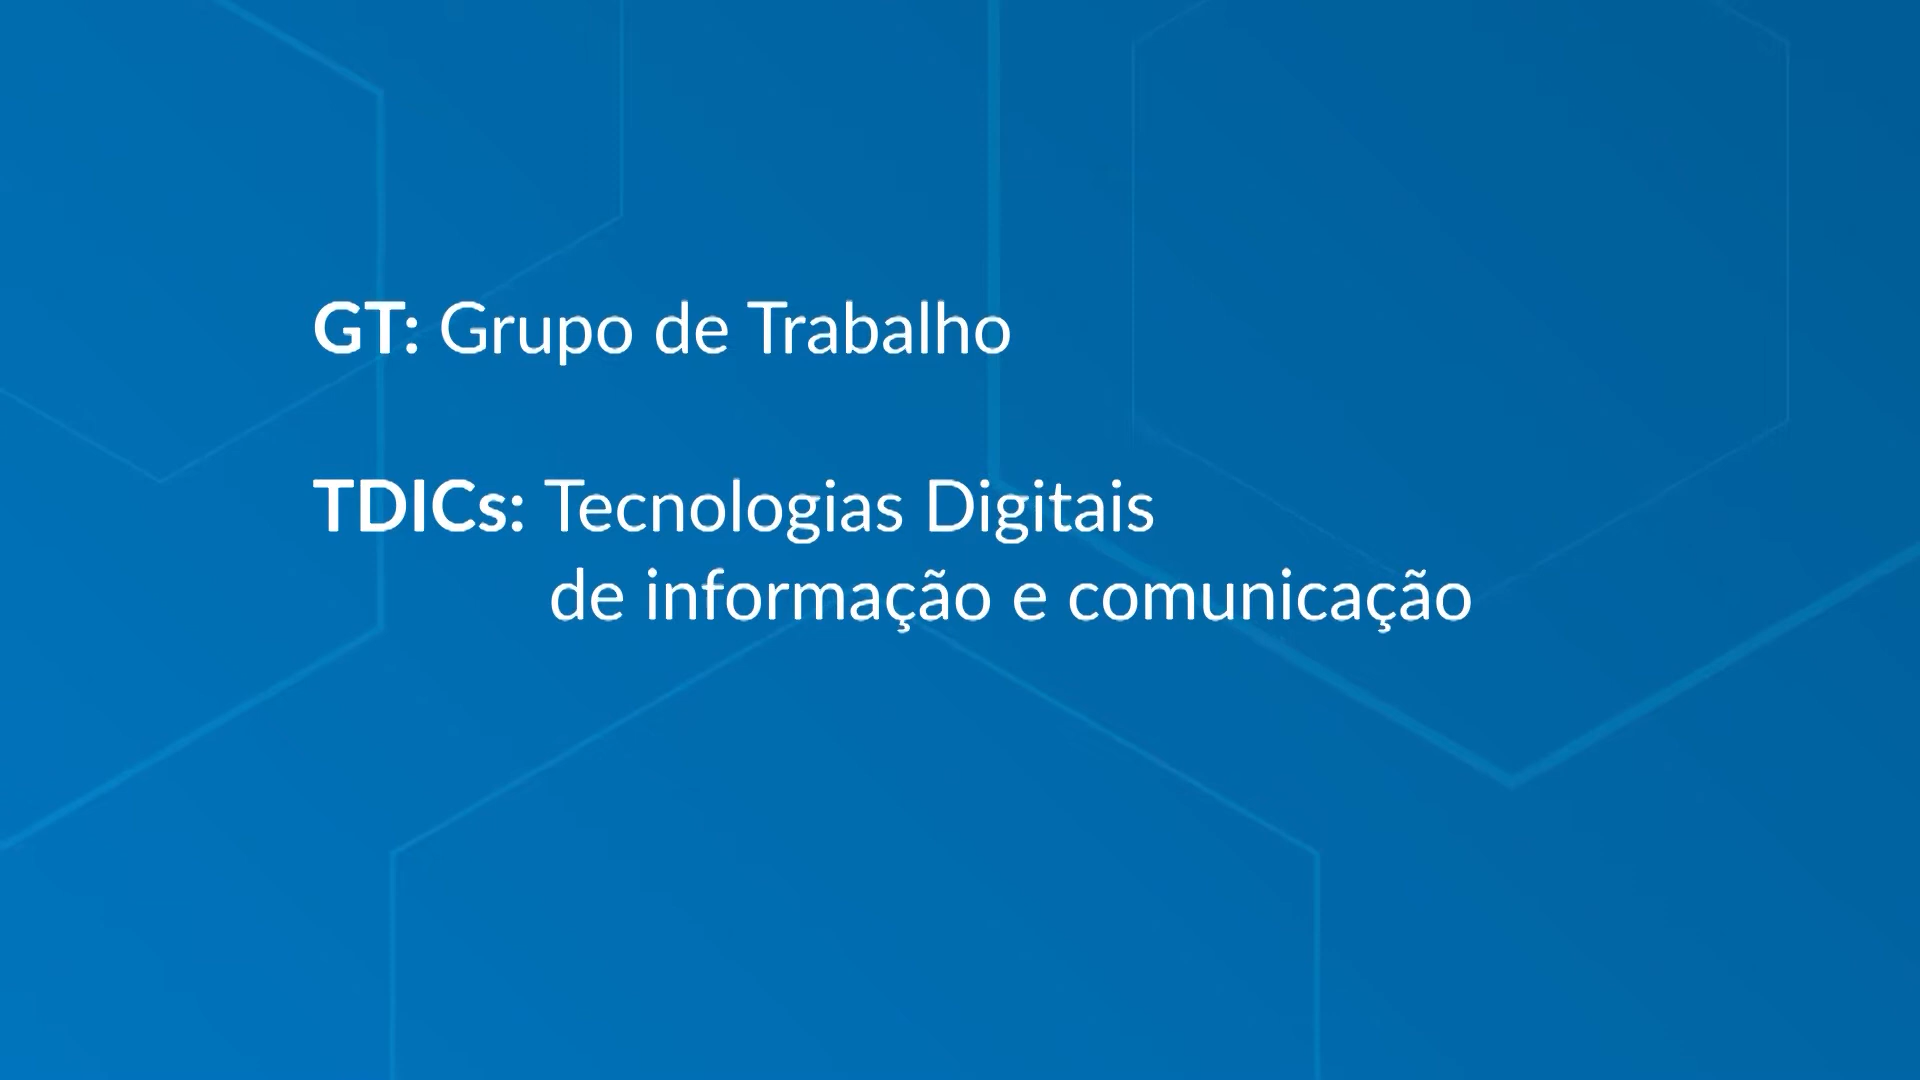 GT: Grupo de Trabalho
TDICs: Tecnologias Digitais
de informação e comunicação